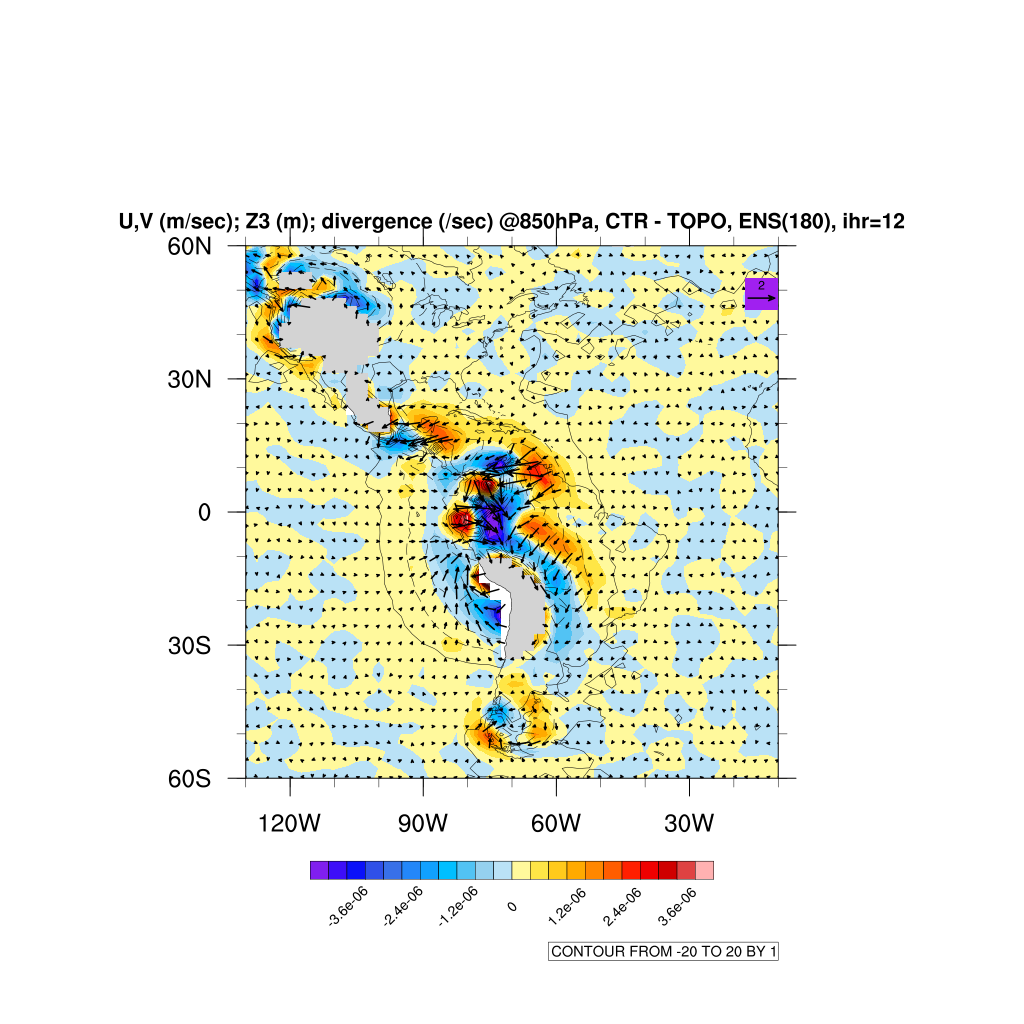 U,V (m/sec); Z3 (m); divergence (/sec) @850hPa, CTR - TOPO, ENS(180), ihr=12
60N
2
30N
0
30S
60S
120W 90W 60W 30W
-3.6e-06 -2.4e-06 -1.2e-06 0 1.2e-06 2.4e-06 3.6e-06
CONTOUR FROM -20 TO 20 BY 1